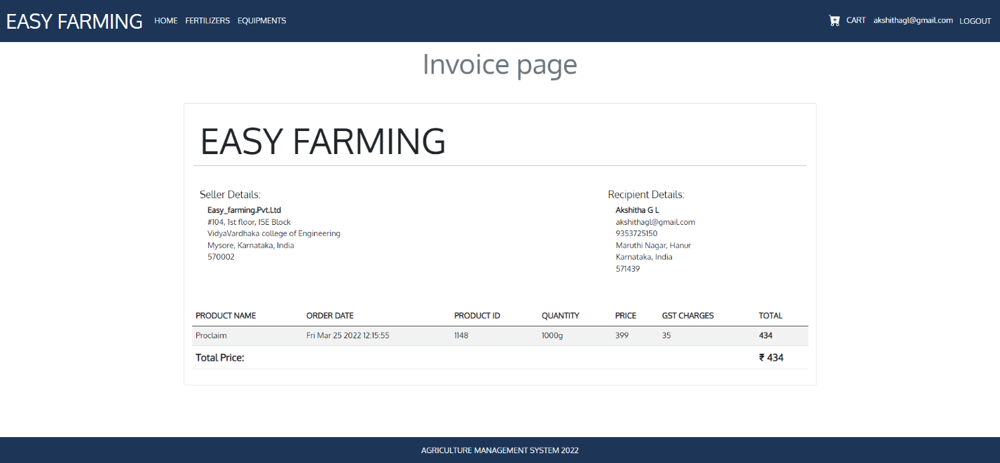 EASY FARMING HOME FERTILIZERS EQUIPMENTS CART akshithagl@gmail.com LOGOUT
Invoice page
EASY FARMING
Seller Details:
Easy_farming.Pvt.Ltd
#104, 1st floor, ISE Block
VidyaVardhaka college of Engineering
Mysore, Karnataka, India
570002
Recipient Details:
Akshitha G L
akshithagl@gmail.com
9353725150
Maruthi Nagar, Hanur
Karnataka, India
571439
PRODUCT NAME ORDER DATE PRODUCT ID QUANTITY PRICE GST CHARGES TOTAL
Proclaim Fri Mar 25 2022 12:15:55 1148 1000g 399 35 434
Total Price: ₹ 434
AGRICULTURE MANAGEMENT SYSTEM 2022